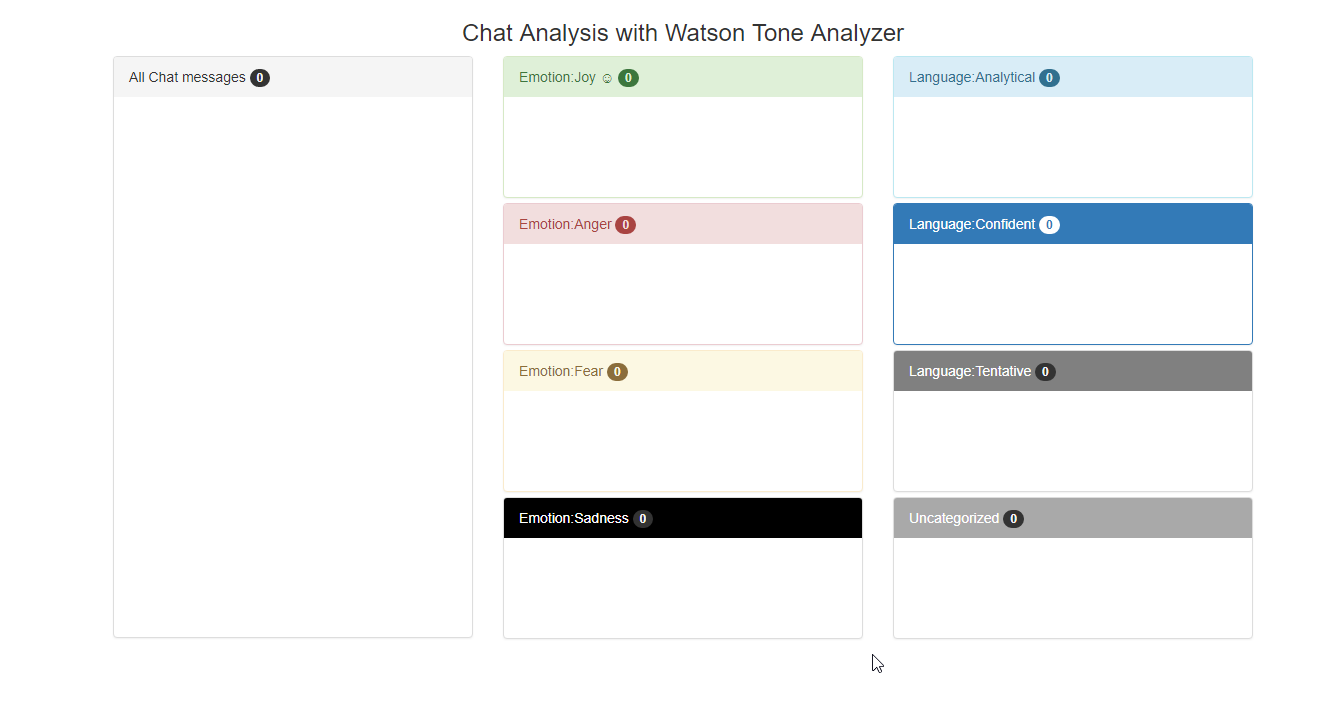 Chat Analysis with Watson Tone Analyzer
All Chat messages 0
Emotion:Joy ☺ 0
Emotion:Anger 0
Emotion:Fear 0
Emotion:Sadness 0
Language:Analytical 0
Language:Confident 0
Language:Tentative 0
Uncategorized 0